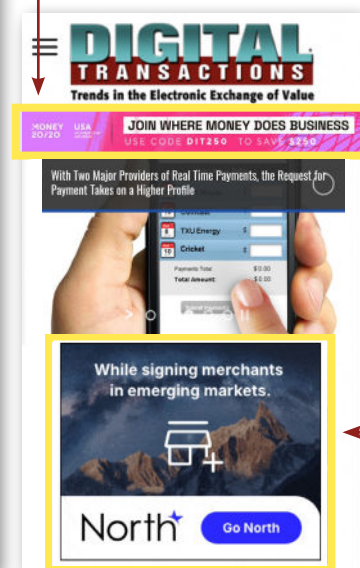 DIGITAL
TRANSACTIONS
Trends in the Electronic Exchange of Value
MONEY 20/20 USA
JOIN WHERE MONEY DOES BUSINESS
USE CODE DIT250 TO SAVE $250
With Two Major Providers of Real Time Payments, the Request for
Payment Takes on a Higher Profile
TXU Energy
10 Cricket
Payments Total $0.00
Total Amount: $0.00
While signing merchants
in emerging markets.
North
Go North